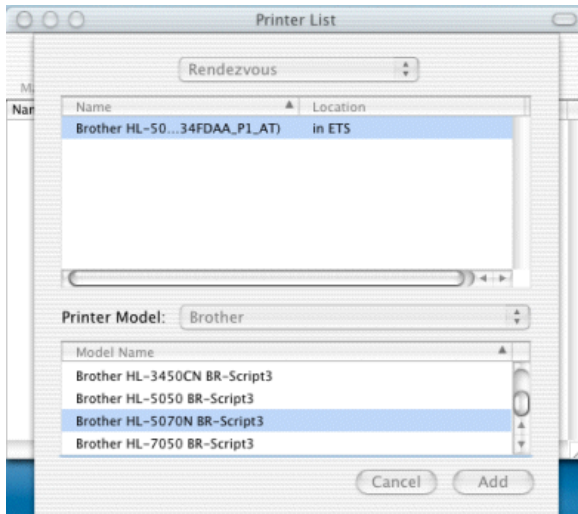 Printer List
Rendezvous
Ma
Nar
Name Location
Brother HL-50...34FDAA_P1_AT) in ETS
Printer Model: Brother
Model Name
Brother HL-3450CN BR-Script3
Brother HL-5050 BR-Script3
Brother HL-5070N BR-Script3
Brother HL-7050 BR-Script3
Cancel Add